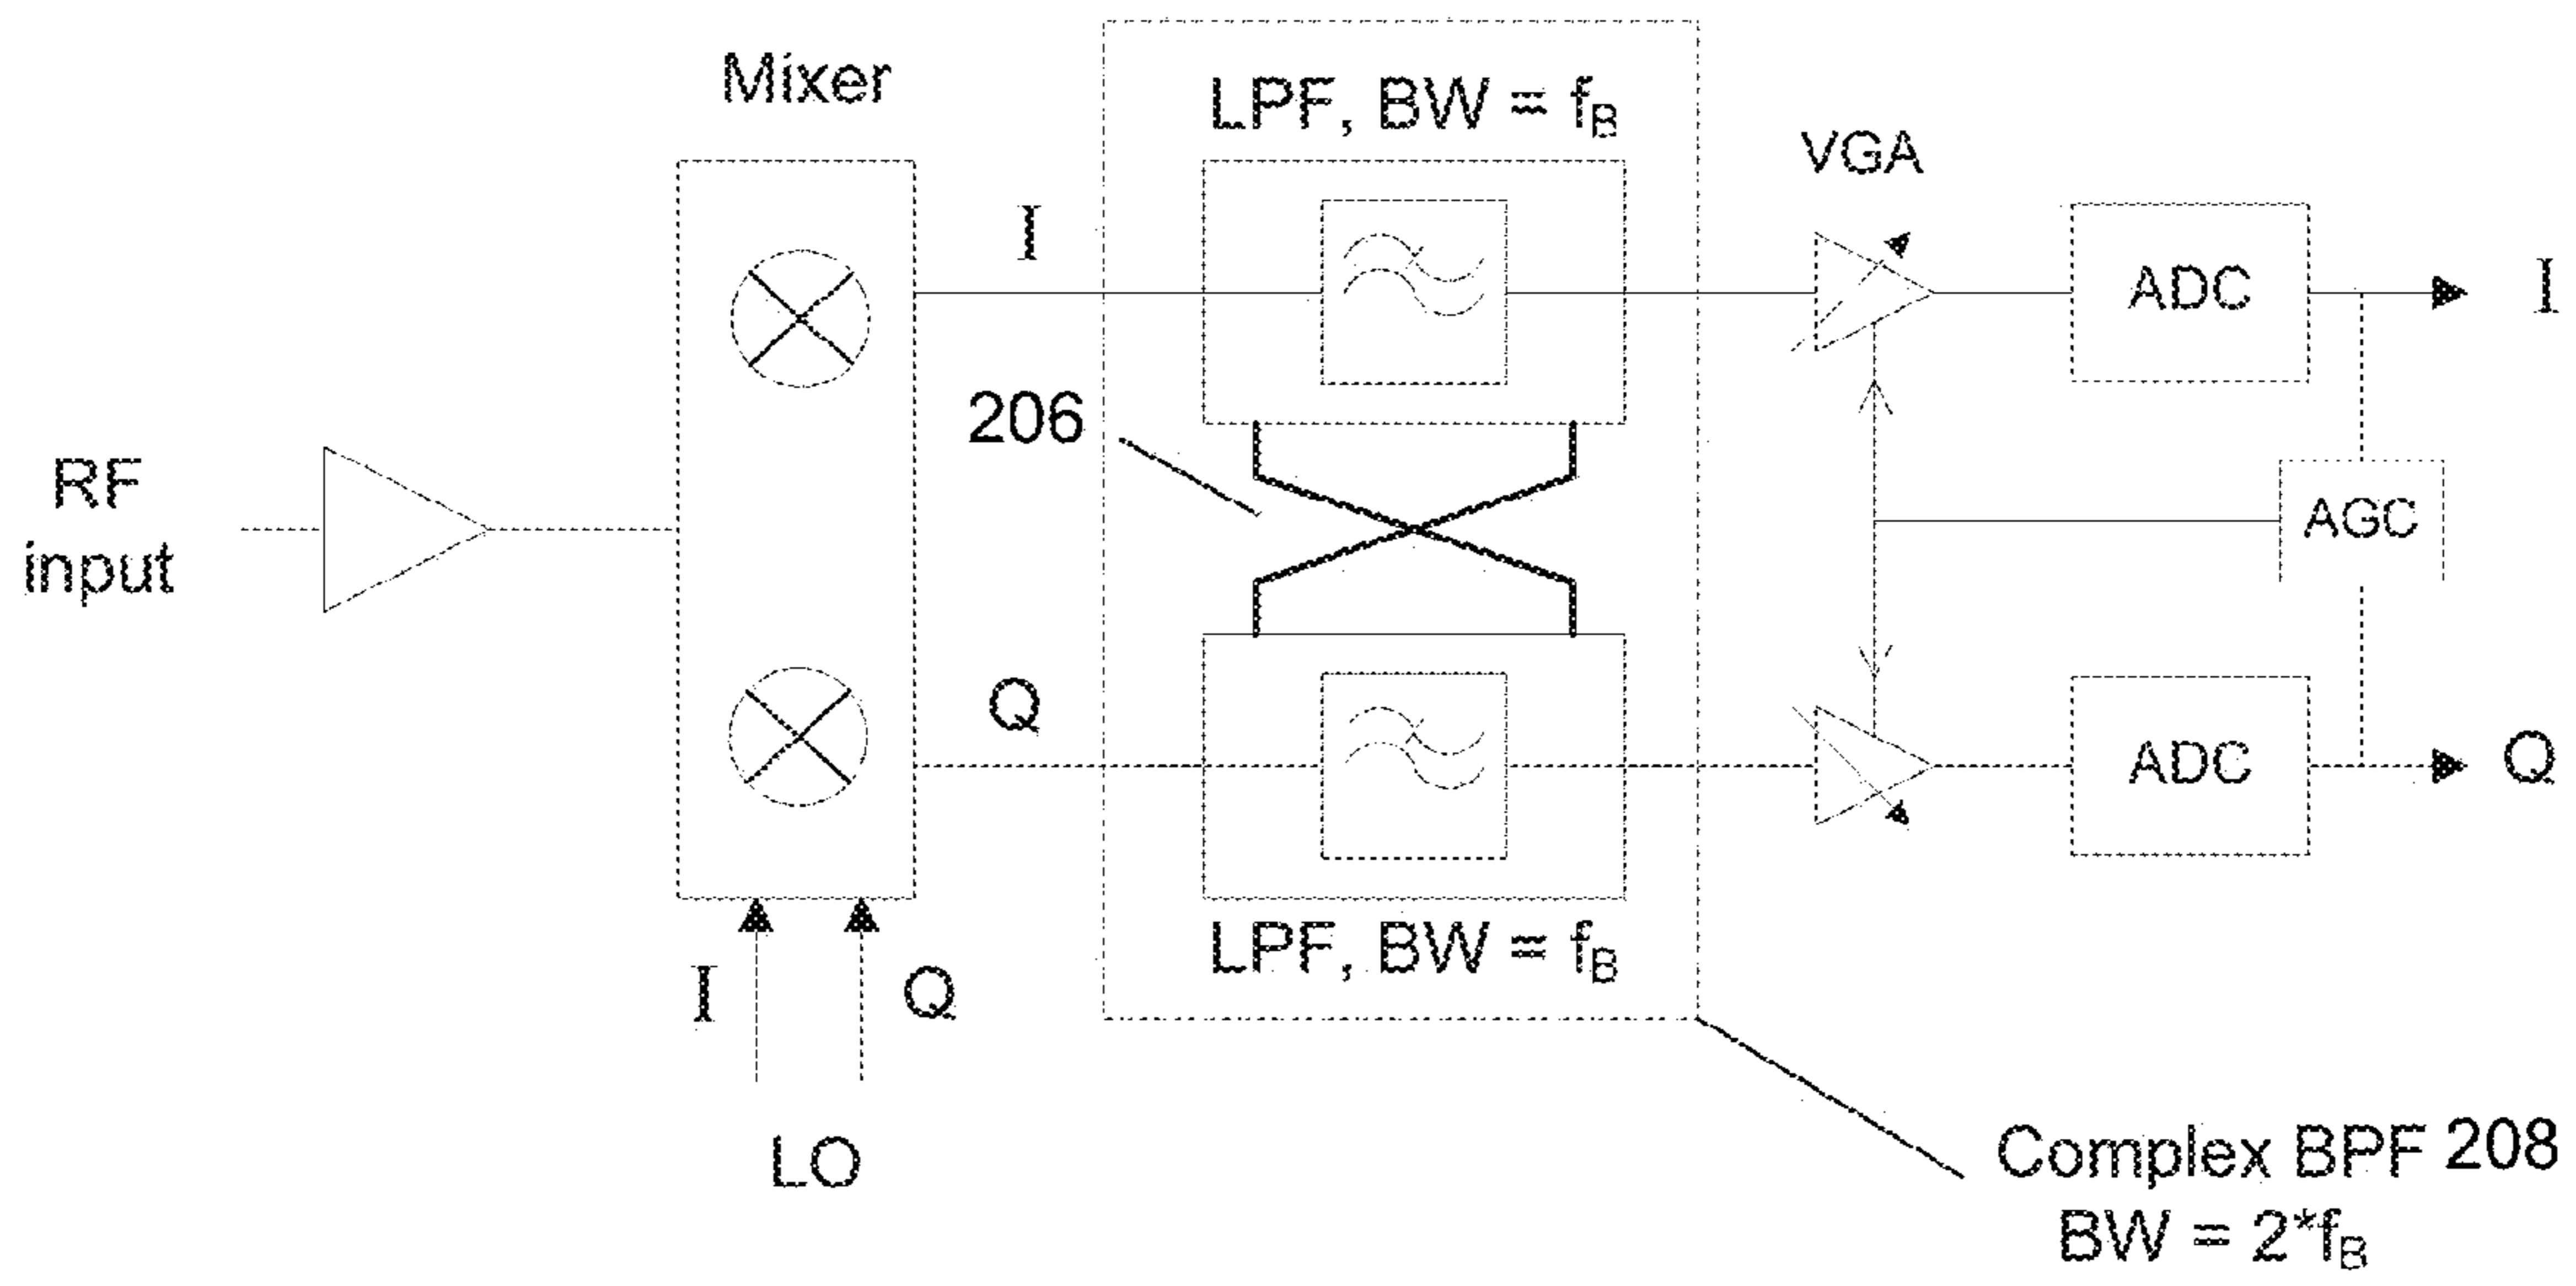 Mixer
LPF, BW = fB
VGA
I
ADC
I
206
RF
input
AGC
Q
ADC
Q
LPF, BW = fB
I
Q
LO
Complex BPF 208
BW = 2*fB